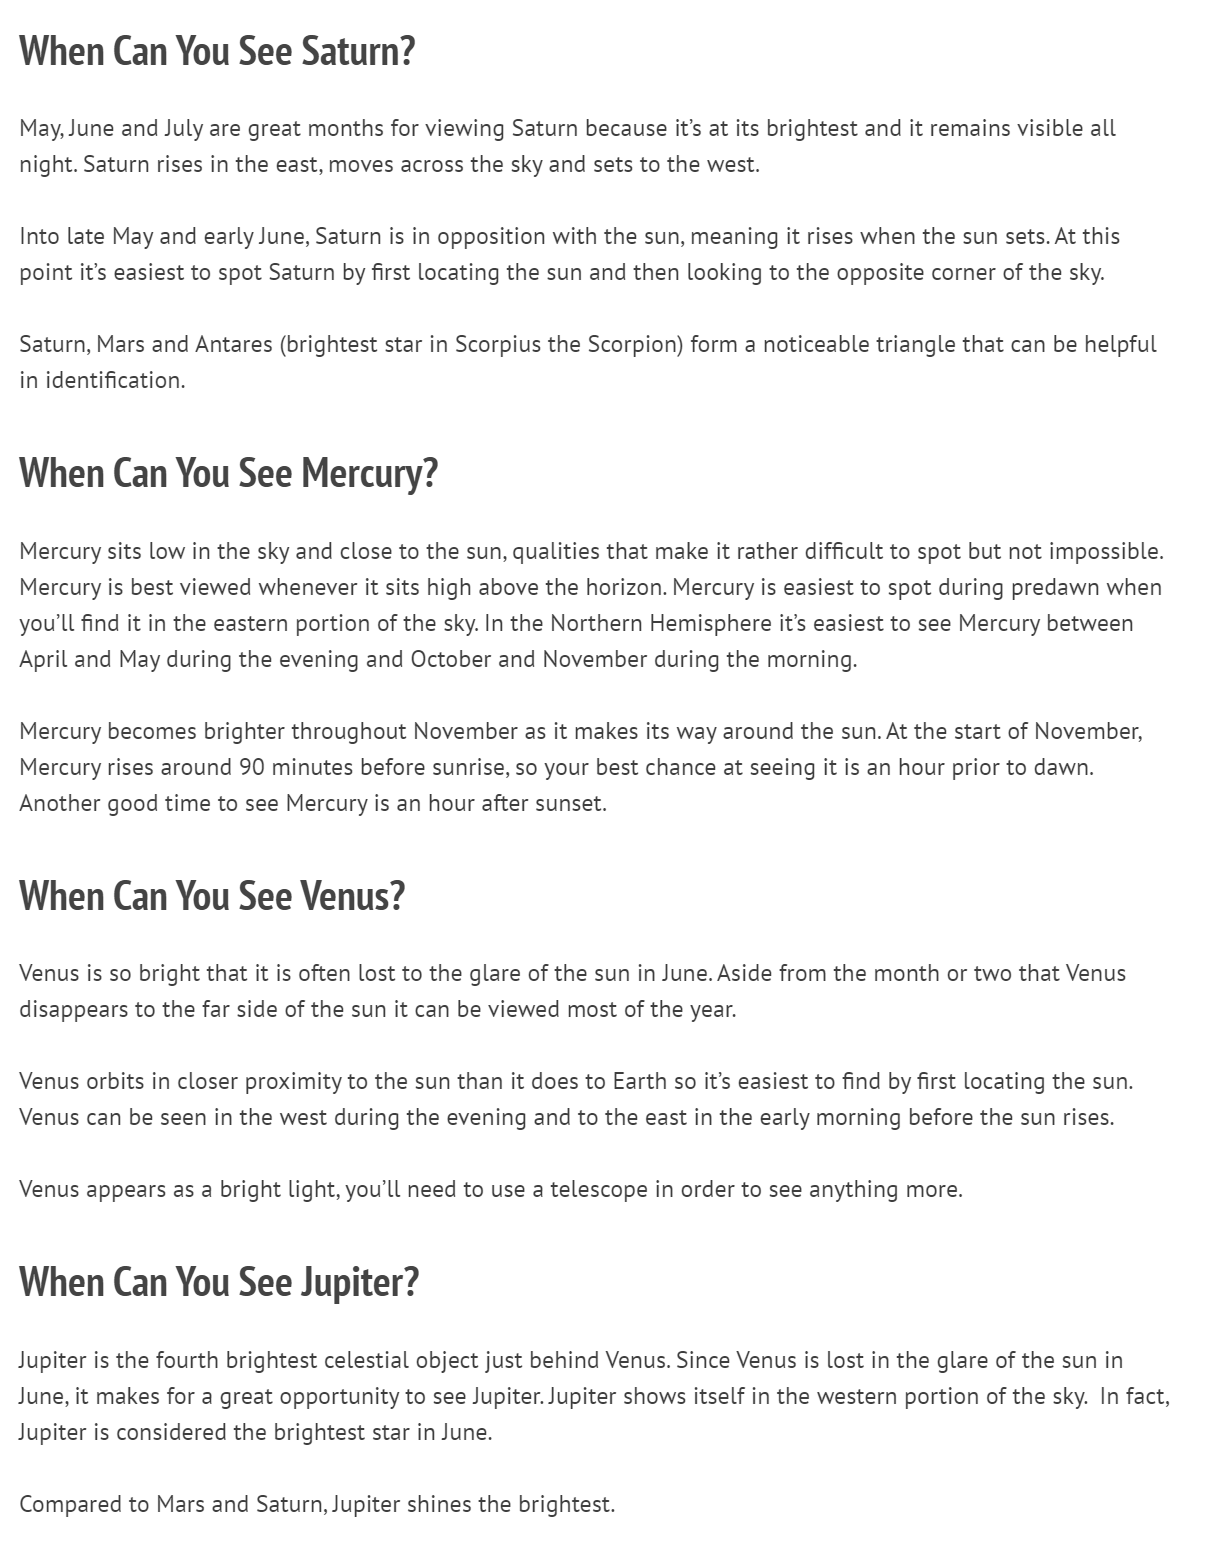 When Can You See Saturn?
May, June and July are great months for viewing Saturn because it’s at its brightest and it remains visible all
night. Saturn rises in the east, moves across the sky and sets to the west.
Into late May and early June, Saturn is in opposition with the sun, meaning it rises when the sun sets. At this
point it’s easiest to spot Saturn by first locating the sun and then looking to the opposite corner of the sky.
Saturn, Mars and Antares (brightest star in Scorpius the Scorpion) form a noticeable triangle that can be helpful
in identification.
When Can You See Mercury?
Mercury sits low in the sky and close to the sun, qualities that make it rather difficult to spot but not impossible.
Mercury is best viewed whenever it sits high above the horizon. Mercury is easiest to spot during predawn when
you’ll find it in the eastern portion of the sky. In the Northern Hemisphere it’s easiest to see Mercury between
April and May during the evening and October and November during the morning.
Mercury becomes brighter throughout November as it makes its way around the sun. At the start of November,
Mercury rises around 90 minutes before sunrise, so your best chance at seeing it is an hour prior to dawn.
Another good time to see Mercury is an hour after sunset.
When Can You See Venus?
Venus is so bright that it is often lost to the glare of the sun in June. Aside from the month or two that Venus
disappears to the far side of the sun it can be viewed most of the year.
Venus orbits in closer proximity to the sun than it does to Earth so it’s easiest to find by first locating the sun.
Venus can be seen in the west during the evening and to the east in the early morning before the sun rises.
Venus appears as a bright light, you’ll need to use a telescope in order to see anything more.
When Can You See Jupiter?
Jupiter is the fourth brightest celestial object just behind Venus. Since Venus is lost in the glare of the sun in
June, it makes for a great opportunity to see Jupiter. Jupiter shows itself in the western portion of the sky.  In fact,
Jupiter is considered the brightest star in June.
Compared to Mars and Saturn, Jupiter shines the brightest.